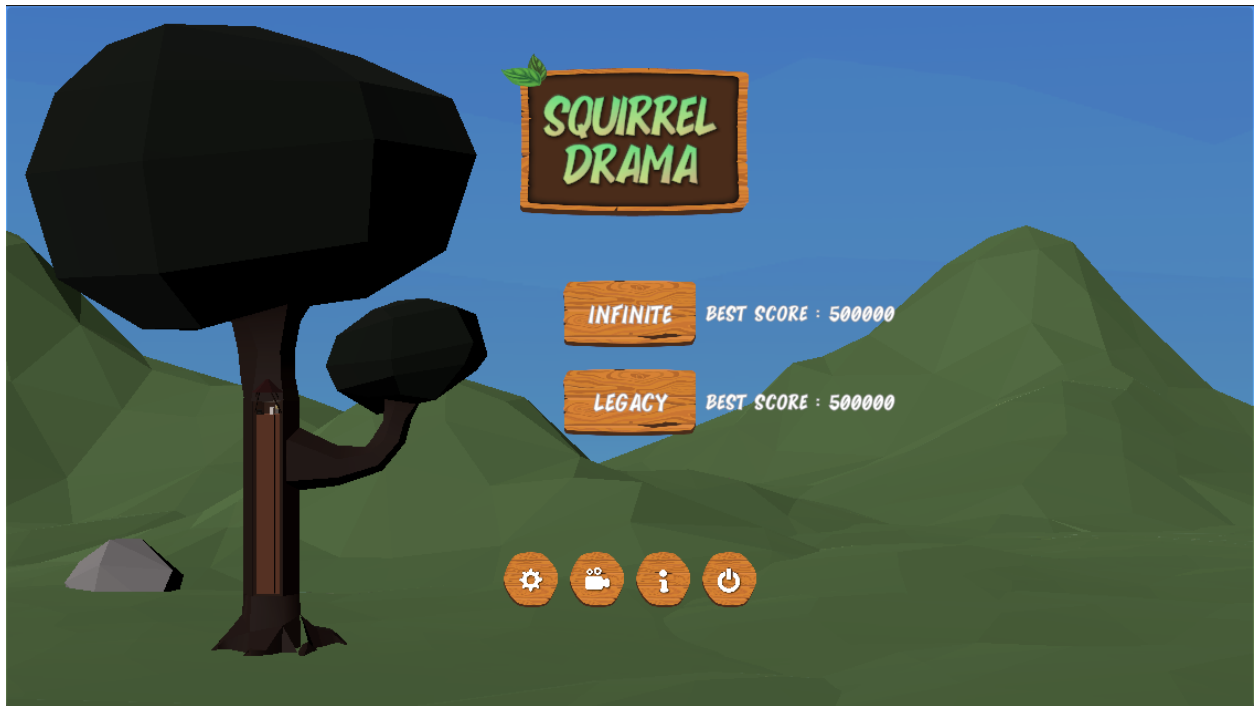 SQUIRREL
DRAMA
INFINITE BEST SCORE : 500000
LEGACY BEST SCORE : 500000